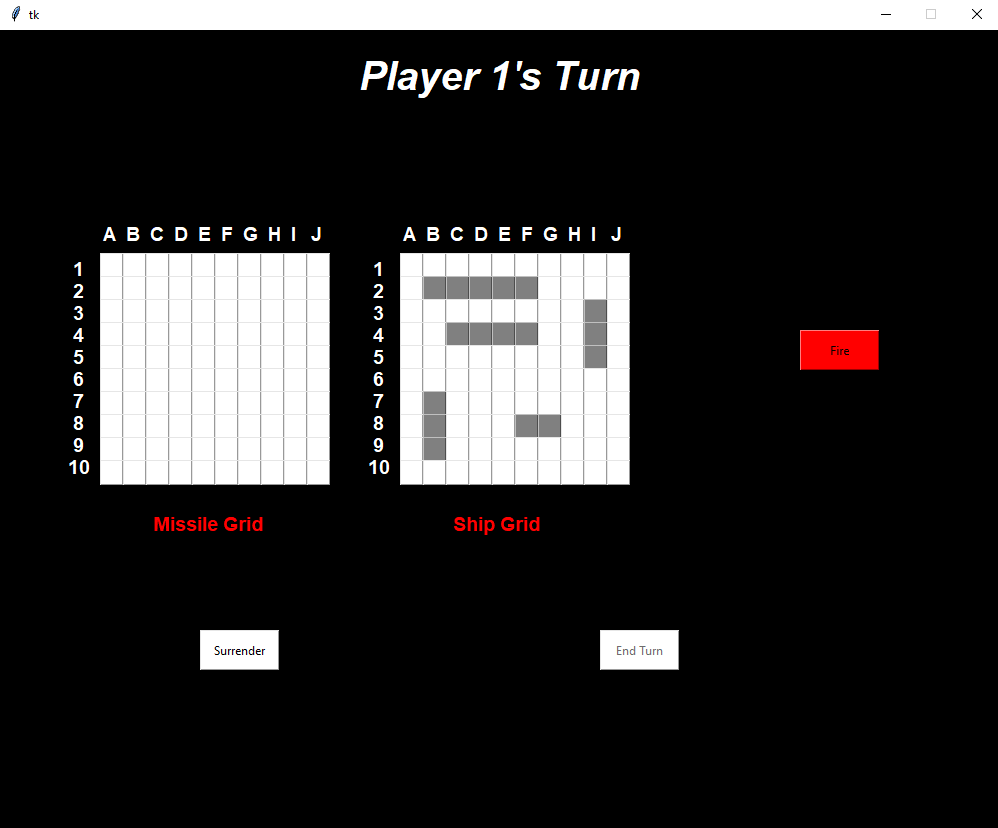 tk
Player 1's Turn
A B C D E F G H I J
1
2
3
4
5
6
7
8
9
10
Missile Grid
A B C D E F G H I J
1
2
3
4
5
6
7
8
9
10
Ship Grid
Fire
Surrender
End Turn